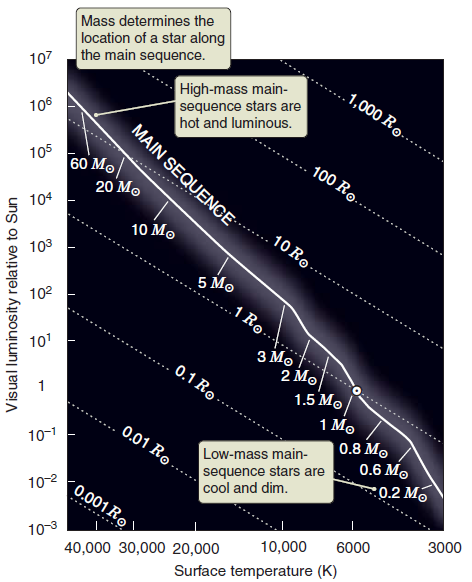 Mass determines the
location of a star along
the main sequence.
High-mass main-
sequence stars are
hot and luminous.
10⁷
10⁶
10⁵
10⁴
10³
10²
10¹
1
10⁻¹
10⁻²
10⁻³
Visual luminosity relative to Sun
MAIN SEQUENCE
1,000 R⊙
100 R⊙
10 R⊙
1 R⊙
0.1 R⊙
0.01 R⊙
0.001 R⊙
60 M⊙
20 M⊙
10 M⊙
5 M⊙
3 M⊙
2 M⊙
1.5 M⊙
1 M⊙
0.8 M⊙
0.6 M⊙
0.2 M⊙
Low-mass main-
sequence stars are
cool and dim.
40,000 30,000 20,000 10,000 6000 3000
Surface temperature (K)